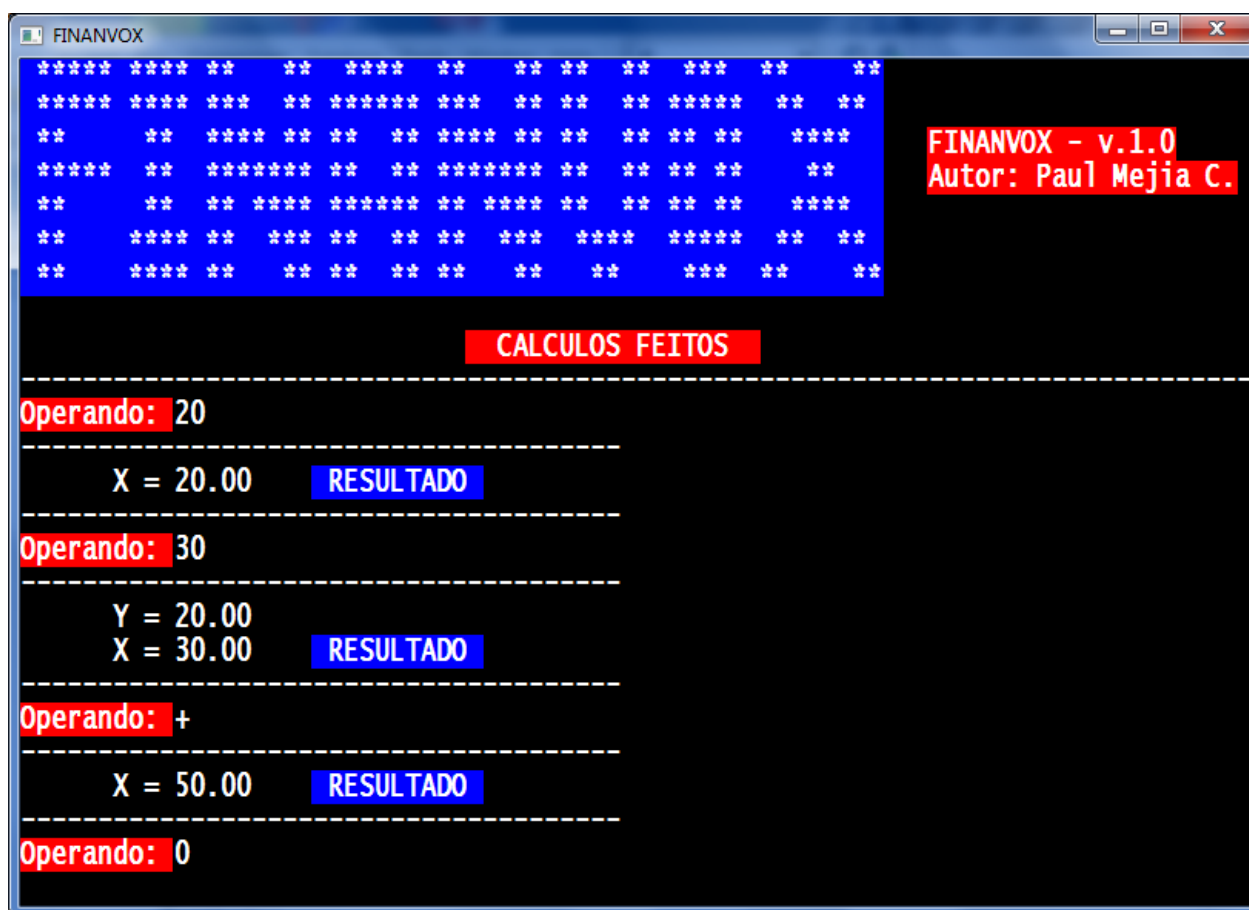 FINANVOX
***** **** **   **  ****  **   ** **  **  ***  **    **
***** **** ***  ** ****** ***  ** **  ** *****  **  **
**     **  **** ** **  ** **** ** **  ** ** **   ****
*****  **  ******* **  ** ******* **  ** ** **    **
**     **  ** **** ****** ** **** **  ** ** **   ****
**    **** **  *** **  ** **  ***  ****  *****  **  **
**    **** **   ** **  ** **   **   **    ***  **    **
FINANVOX - v.1.0
Autor: Paul Mejia C.
CALCULOS FEITOS
--------------------------------------------------------------------------------
Operando: 20
---------------------------------------
X = 20.00 RESULTADO
---------------------------------------
Operando: 30
---------------------------------------
Y = 20.00
X = 30.00 RESULTADO
---------------------------------------
Operando: +
---------------------------------------
X = 50.00 RESULTADO
---------------------------------------
Operando: 0